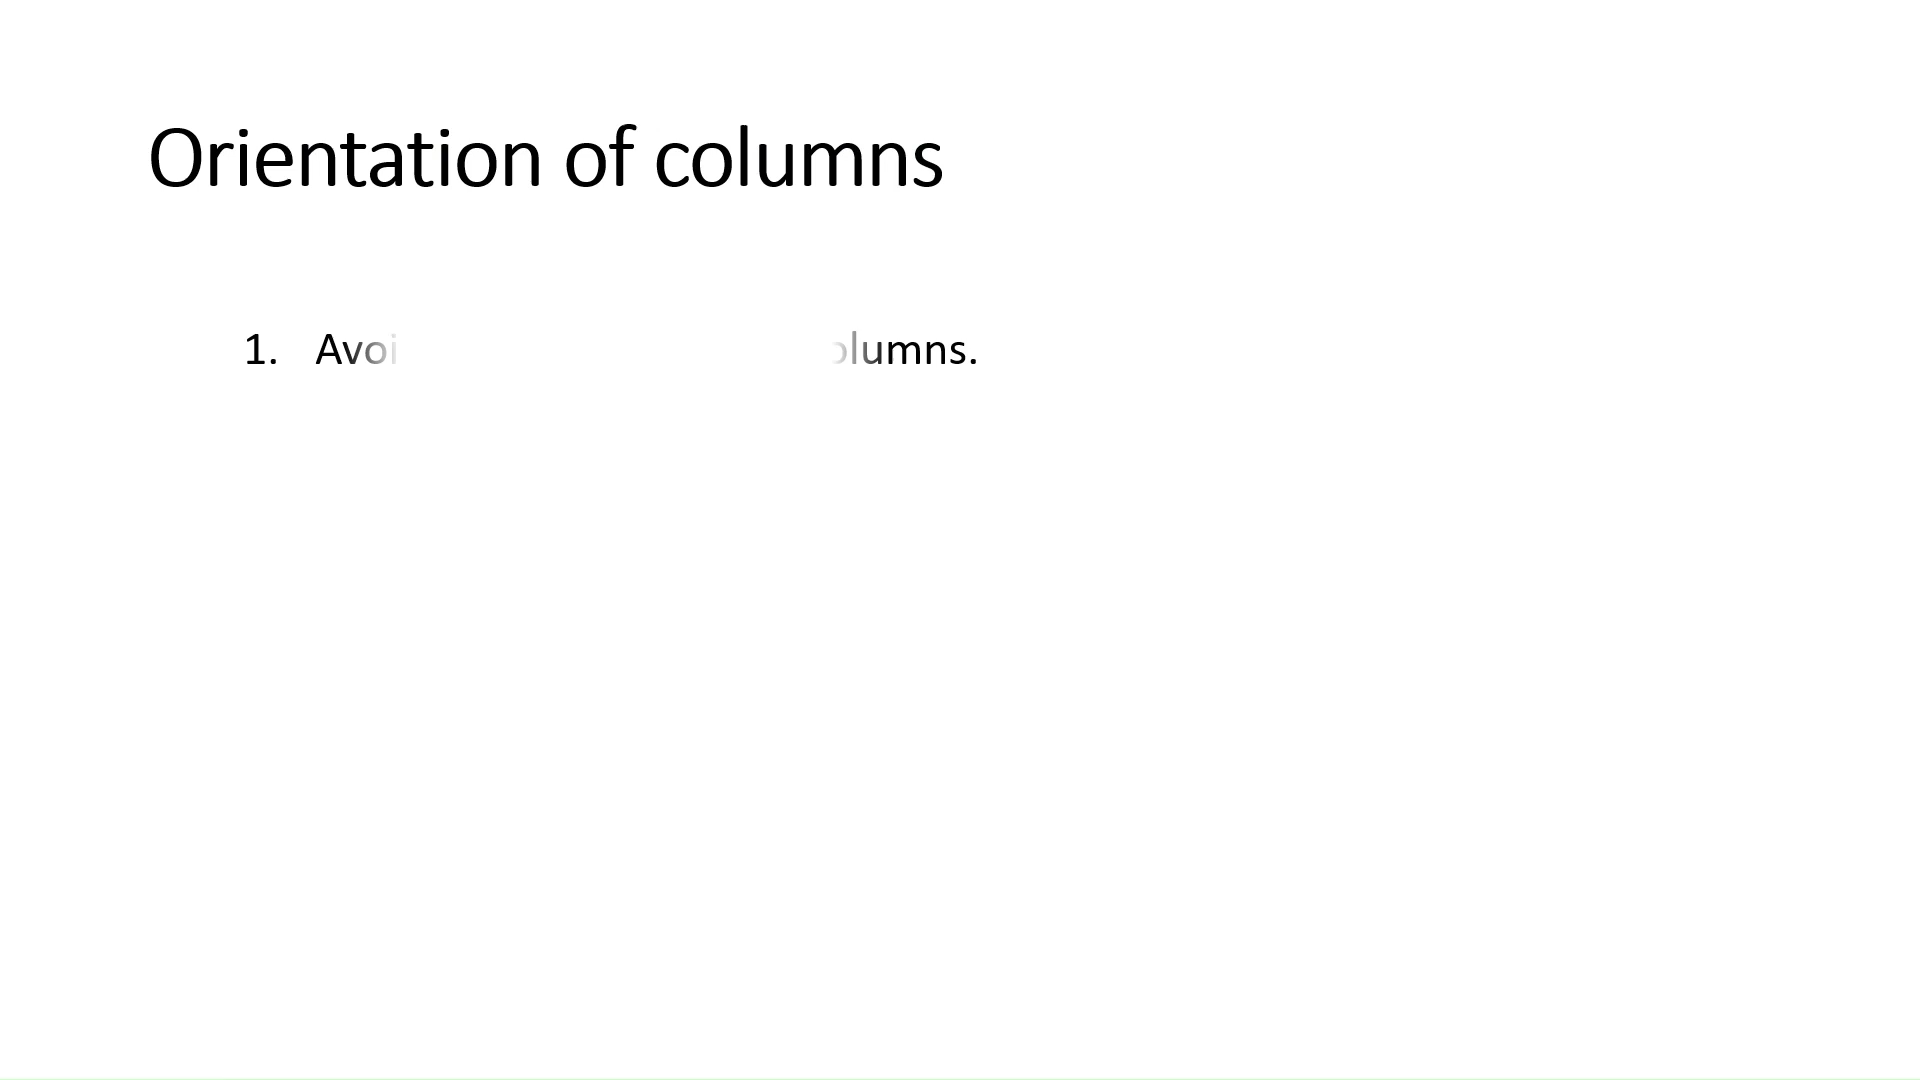 Orientation of columns
1. Avoi olumns.